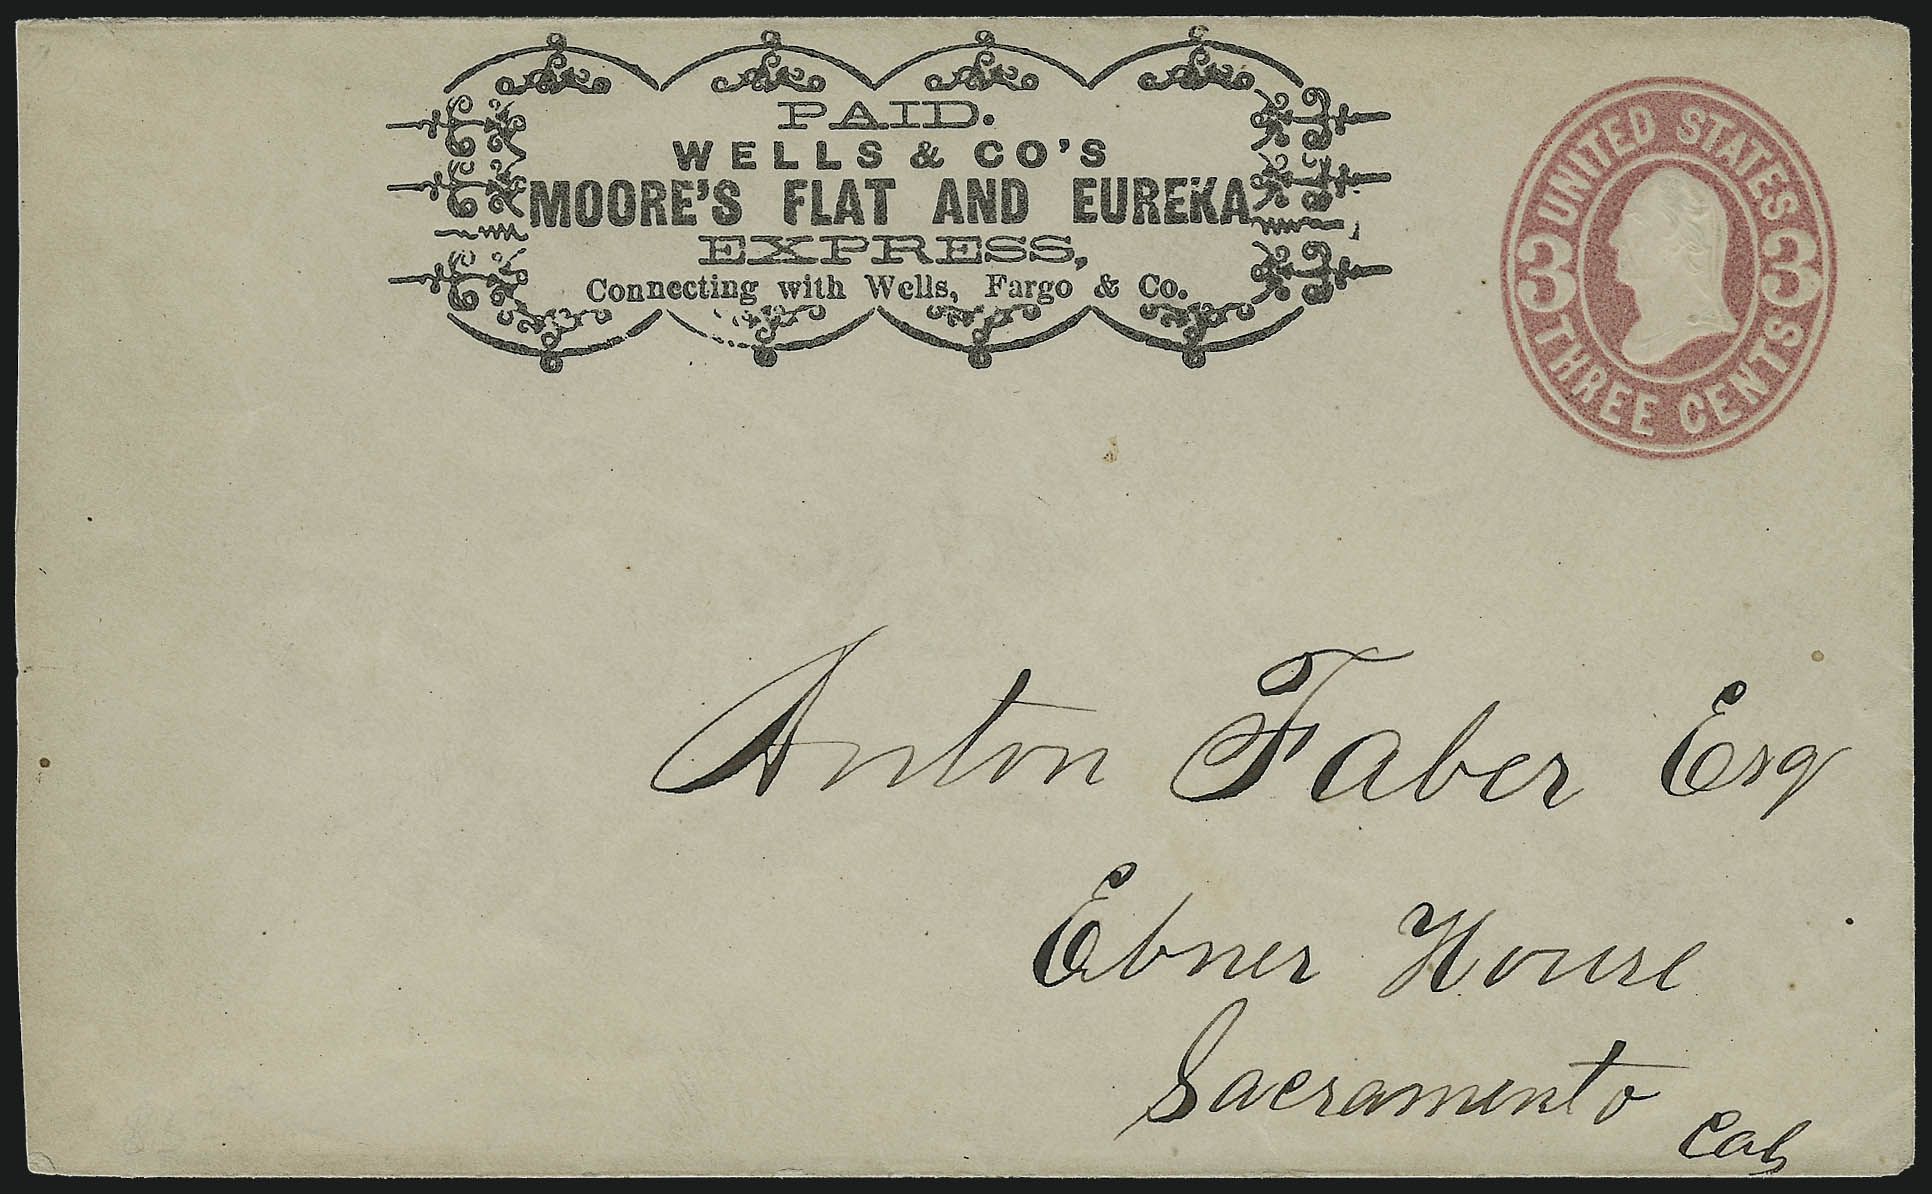 PAID.
WELLS & CO'S
MOORE'S FLAT AND EUREKA
EXPRESS,
Connecting with Wells, Fargo & Co.
UNITED STATES
3 3
THREE CENTS
Anton Faber Esq
Ebner House
Sacramento
Cal